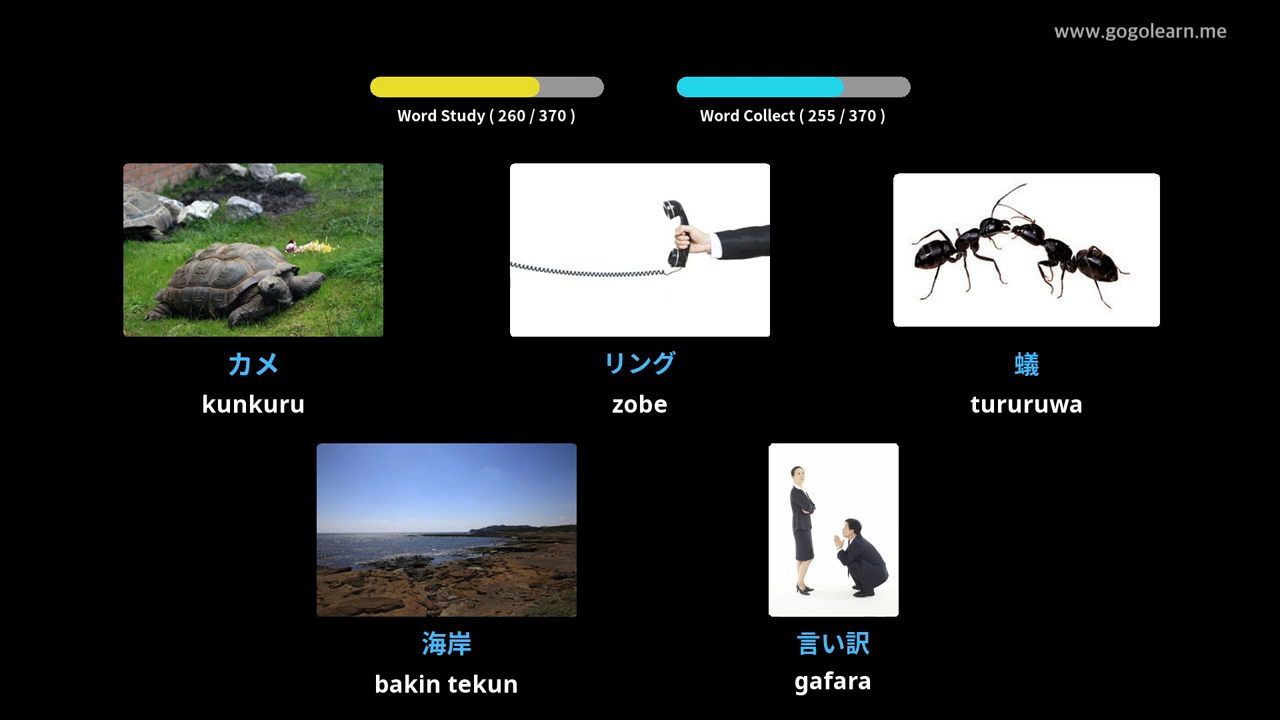 www.gogolearn.me
Word Study ( 260 / 370 )
Word Collect ( 255 / 370 )
カメ
kunkuru
リング
zobe
蟻
tururuwa
海岸
bakin tekun
言い訳
gafara